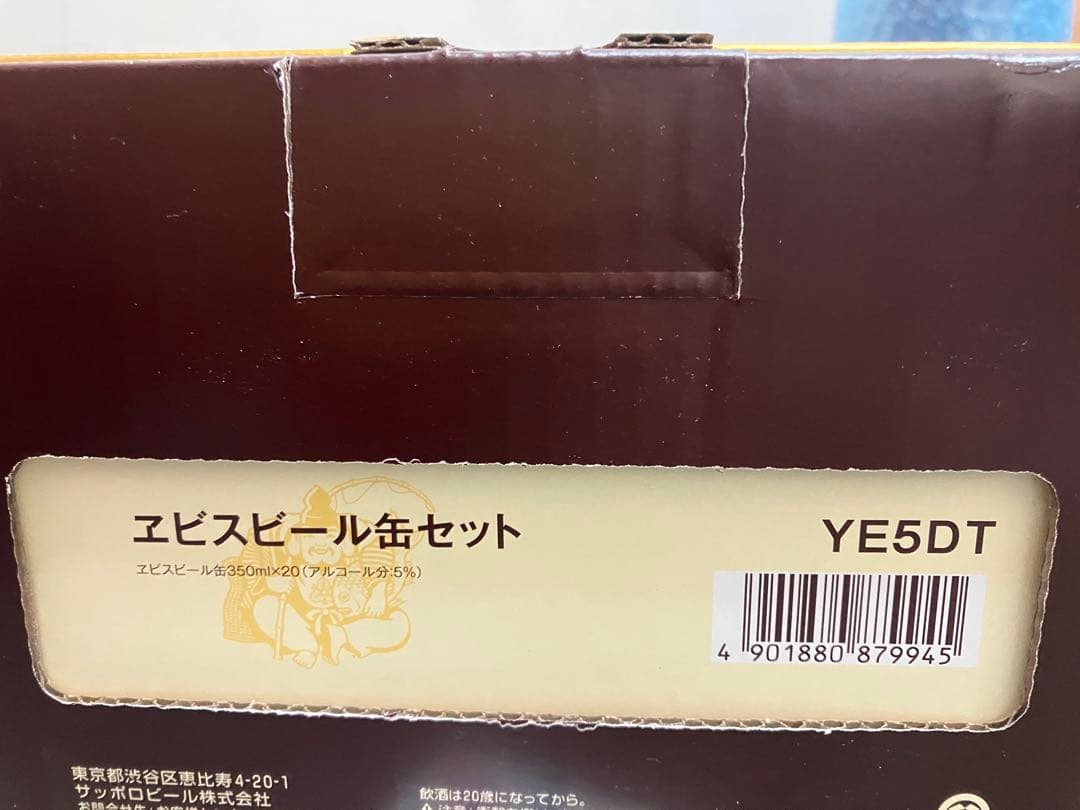 ヱビスビール缶セット
YE5DT
ヱビスビール缶350ml×20(アルコール分:5%)
4 901880 879945
東京都渋谷区恵比寿4-20-1
サッポロビール株式会社
飲酒は20歳になってから。